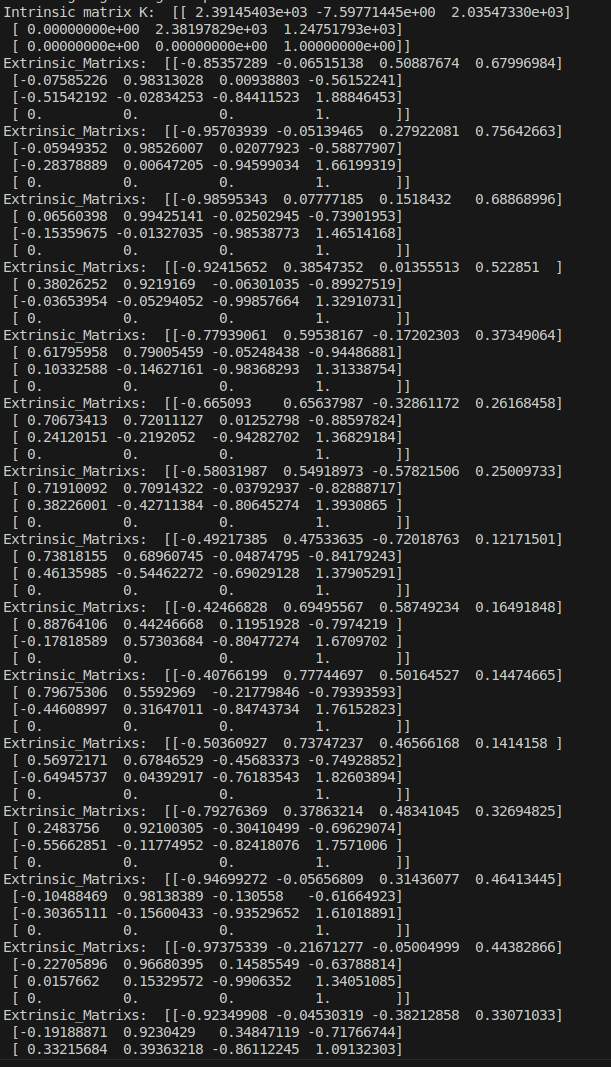 Intrinsic matrix K:  [[ 2.39145403e+03 -7.59771445e+00  2.03547330e+03]
 [ 0.00000000e+00  2.38197829e+03  1.24751793e+03]
 [ 0.00000000e+00  0.00000000e+00  1.00000000e+00]]
Extrinsic_Matrixs:  [[-0.85357289 -0.06515138  0.50887674  0.67996984]
 [-0.07585226  0.98313028  0.00938803 -0.56152241]
 [-0.51542192 -0.02834253 -0.84411523  1.88846453]
 [ 0.          0.          0.          1.        ]]
Extrinsic_Matrixs:  [[-0.95703939 -0.05139465  0.27922081  0.75642663]
 [-0.05949352  0.98526007  0.02077923 -0.58877907]
 [-0.28378889  0.00647205 -0.94599034  1.66199319]
 [ 0.          0.          0.          1.        ]]
Extrinsic_Matrixs:  [[-0.98595343  0.07777185  0.1518432   0.68868996]
 [ 0.06560398  0.99425141 -0.02502945 -0.73901953]
 [-0.15359675 -0.01327035 -0.98538773  1.46514168]
 [ 0.          0.          0.          1.        ]]
Extrinsic_Matrixs:  [[-0.92415652  0.38547352  0.01355513  0.522851  ]
 [ 0.38026252  0.9219169  -0.06301035 -0.89927519]
 [-0.03653954 -0.05294052 -0.99857664  1.32910731]
 [ 0.          0.          0.          1.        ]]
Extrinsic_Matrixs:  [[-0.77939061  0.59538167 -0.17202303  0.37349064]
 [ 0.61795958  0.79005459 -0.05248438 -0.94486881]
 [ 0.10332588 -0.14627161 -0.98368293  1.31338754]
 [ 0.          0.          0.          1.        ]]
Extrinsic_Matrixs:  [[-0.665093    0.65637987 -0.32861172  0.26168458]
 [ 0.70673413  0.72011127  0.01252798 -0.88597824]
 [ 0.24120151 -0.2192052  -0.94282702  1.36829184]
 [ 0.          0.          0.          1.        ]]
Extrinsic_Matrixs:  [[-0.58031987  0.54918973 -0.57821506  0.25009733]
 [ 0.71910092  0.70914322 -0.03792937 -0.82888717]
 [ 0.38226001 -0.42711384 -0.80645274  1.3930865 ]
 [ 0.          0.          0.          1.        ]]
Extrinsic_Matrixs:  [[-0.49217385  0.47533635 -0.72018763  0.12171501]
 [ 0.73818155  0.68960745 -0.04874795 -0.84179243]
 [ 0.46135985 -0.54462272 -0.69029128  1.37905291]
 [ 0.          0.          0.          1.        ]]
Extrinsic_Matrixs:  [[-0.42466828  0.69495567  0.58749234  0.16491848]
 [ 0.88764106  0.44246668  0.11951928 -0.7974219 ]
 [-0.17818589  0.57303684 -0.80477274  1.6709702 ]
 [ 0.          0.          0.          1.        ]]
Extrinsic_Matrixs:  [[-0.40766199  0.77744697  0.50164527  0.14474665]
 [ 0.79675306  0.5592969  -0.21779846 -0.79393593]
 [-0.44608997  0.31647011 -0.84743734  1.76152823]
 [ 0.          0.          0.          1.        ]]
Extrinsic_Matrixs:  [[-0.50360927  0.73747237  0.46566168  0.1414158 ]
 [ 0.56972171  0.67846529 -0.45683373 -0.74928852]
 [-0.64945737  0.04392917 -0.76183543  1.82603894]
 [ 0.          0.          0.          1.        ]]
Extrinsic_Matrixs:  [[-0.79276369  0.37863214  0.48341045  0.32694825]
 [ 0.2483756   0.92100305 -0.30410499 -0.69629074]
 [-0.55662851 -0.11774952 -0.82418076  1.7571006 ]
 [ 0.          0.          0.          1.        ]]
Extrinsic_Matrixs:  [[-0.94699272 -0.05656809  0.31436077  0.46413445]
 [-0.10488469  0.98138389 -0.130558   -0.61664923]
 [-0.30365111 -0.15600433 -0.93529652  1.61018891]
 [ 0.          0.          0.          1.        ]]
Extrinsic_Matrixs:  [[-0.97375339 -0.21671277 -0.05004999  0.44382866]
 [-0.22705896  0.96680395  0.14585549 -0.63788814]
 [ 0.0157662   0.15329572 -0.9906352   1.34051085]
 [ 0.          0.          0.          1.        ]]
Extrinsic_Matrixs:  [[-0.92349908 -0.04530319 -0.38212858  0.33071033]
 [-0.19188871  0.9230429   0.34847119 -0.71766744]
 [ 0.33215684  0.39363218 -0.86112245  1.09132303]